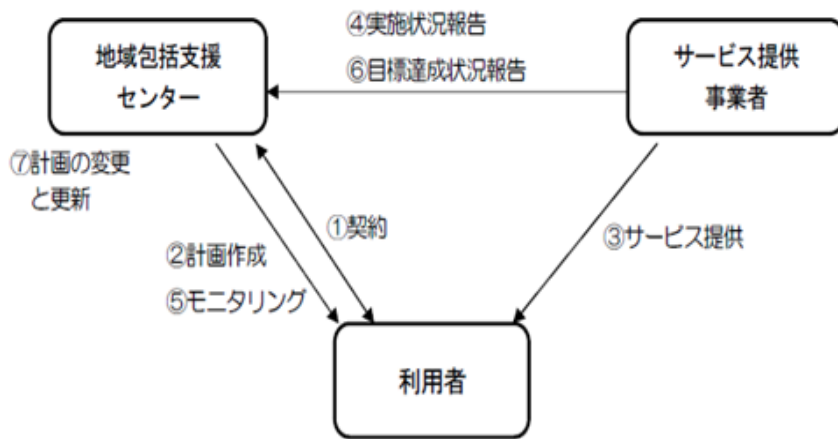 ④実施状況報告
⑥目標達成状況報告
地域包括支援
センター
サービス提供
事業者
⑦計画の変更
と更新
①契約
②計画作成
⑤モニタリング
③サービス提供
利用者